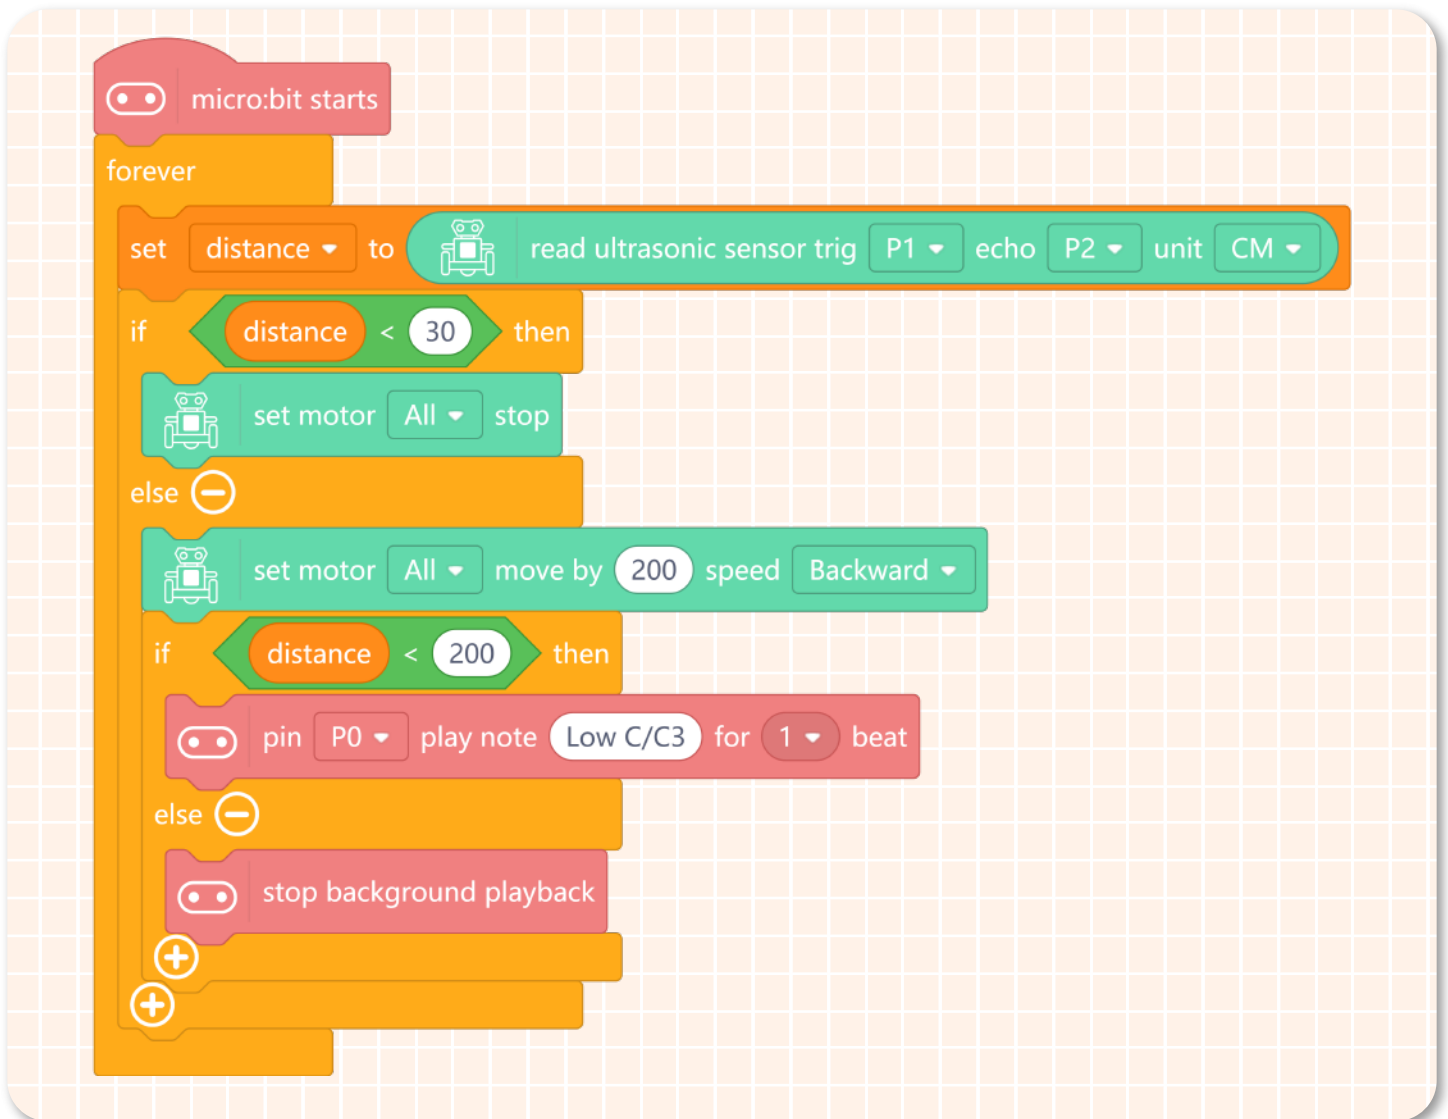 micro:bit starts
forever
set distance to read ultrasonic sensor trig P1 echo P2 unit CM
if distance < 30 then
set motor All stop
else
set motor All move by 200 speed Backward
if distance < 200 then
pin P0 play note Low C/C3 for 1 beat
else
stop background playback